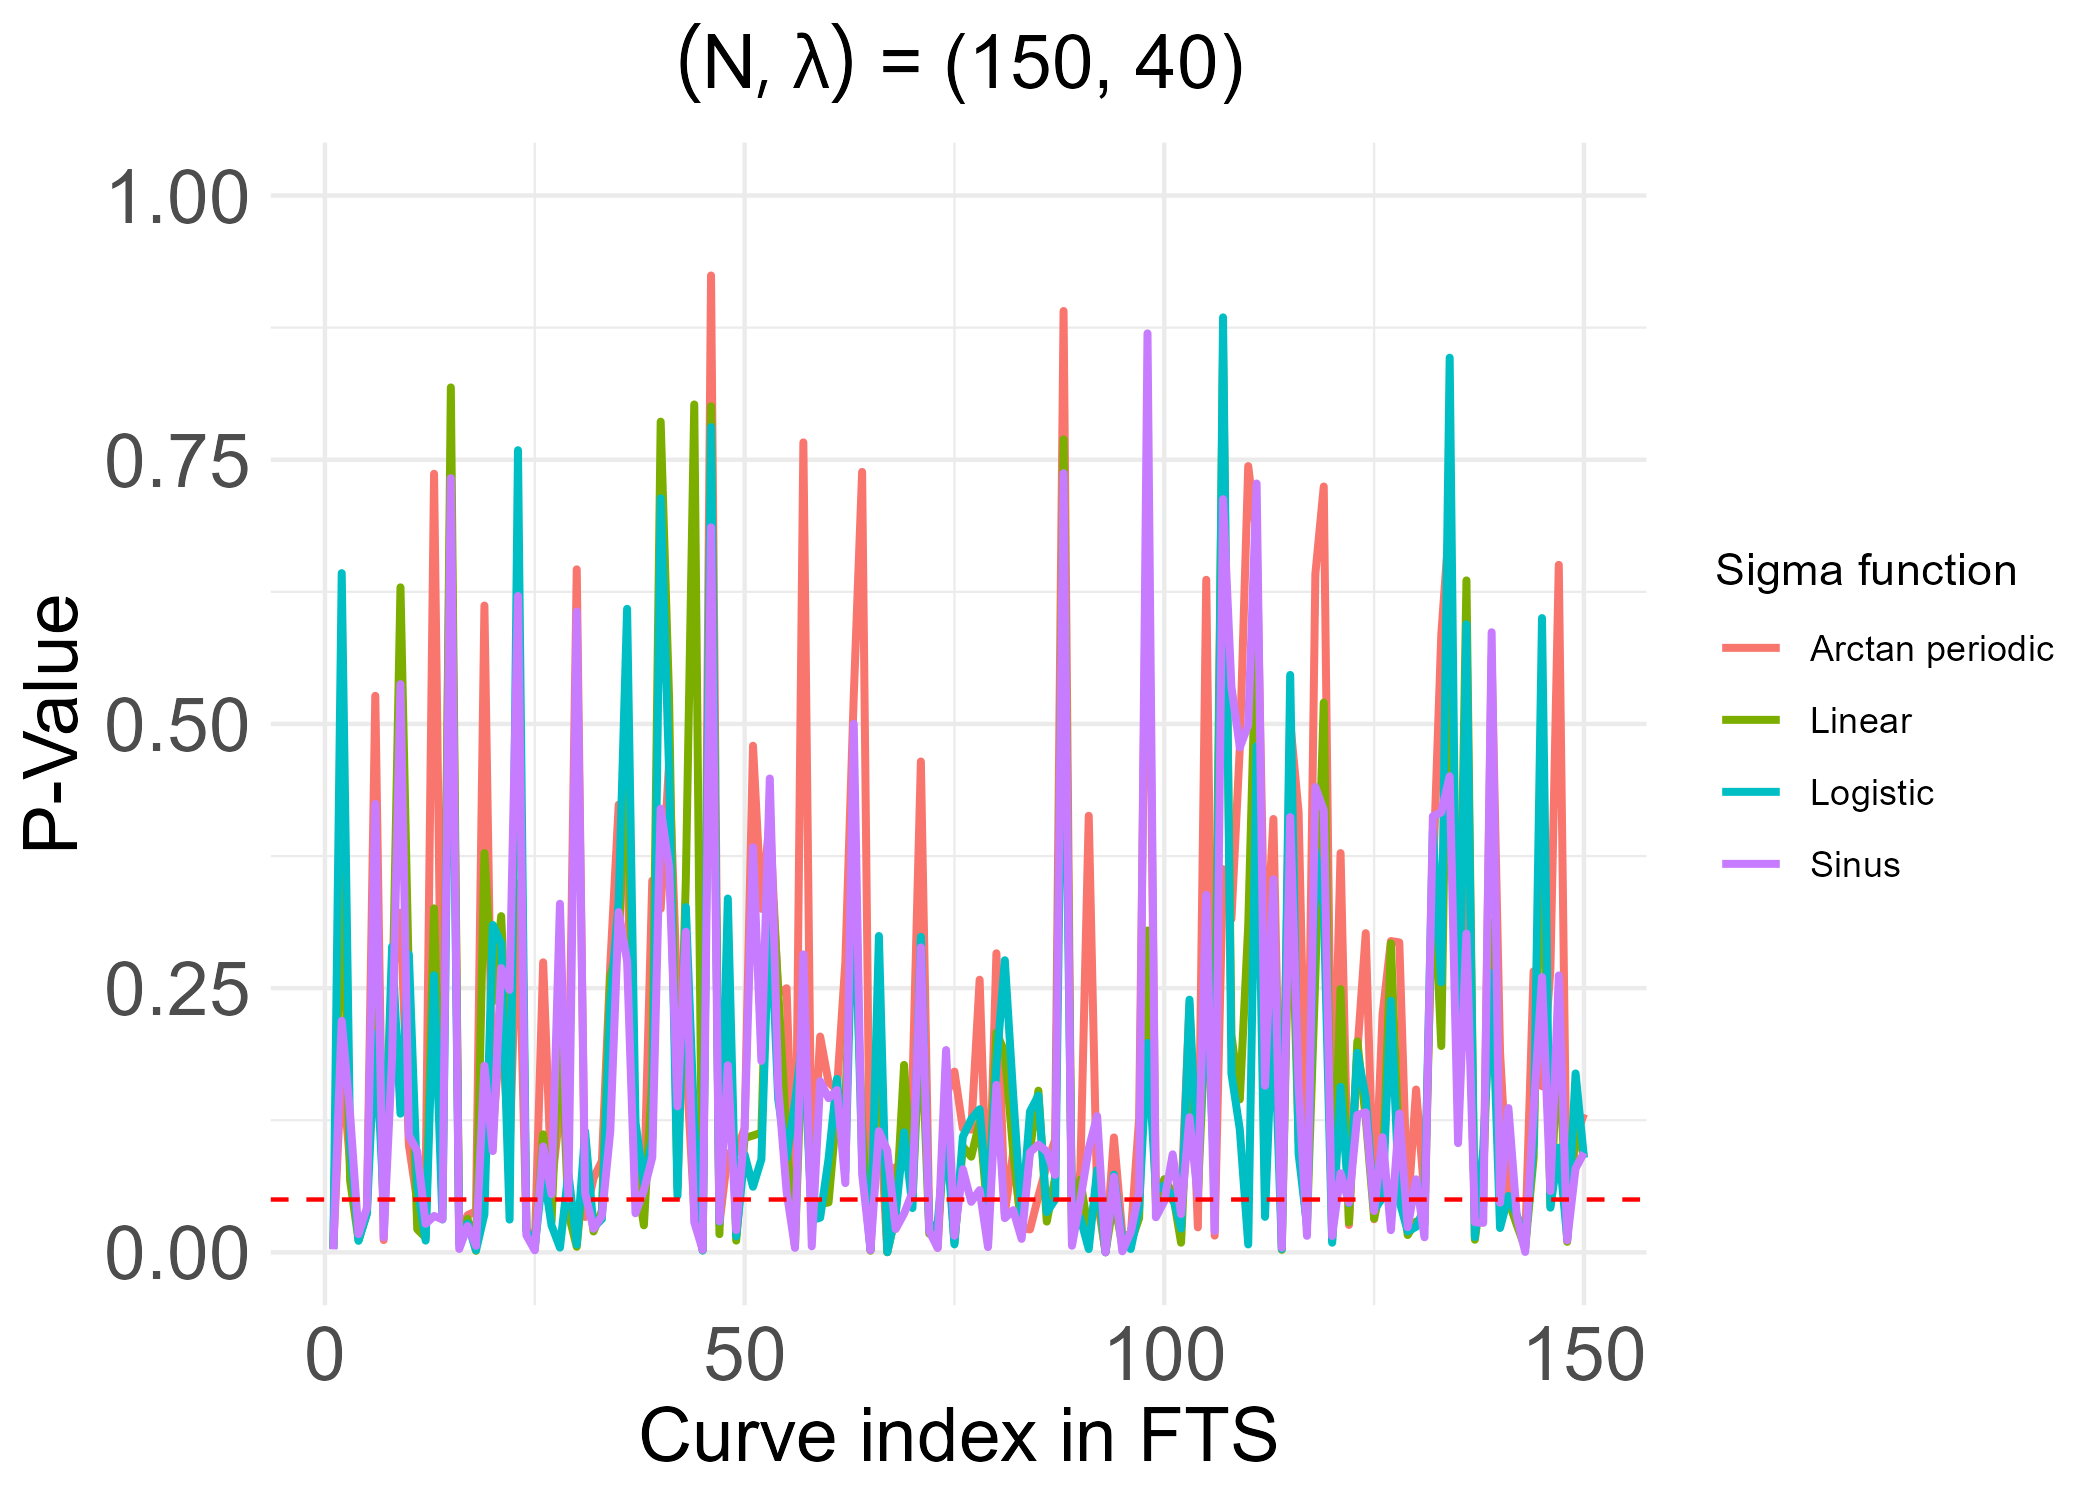 (N, λ) = (150, 40)
1.00
0.75
0.50
0.25
0.00
P-Value
0 50 100 150
Curve index in FTS
Sigma function
Arctan periodic
Linear
Logistic
Sinus